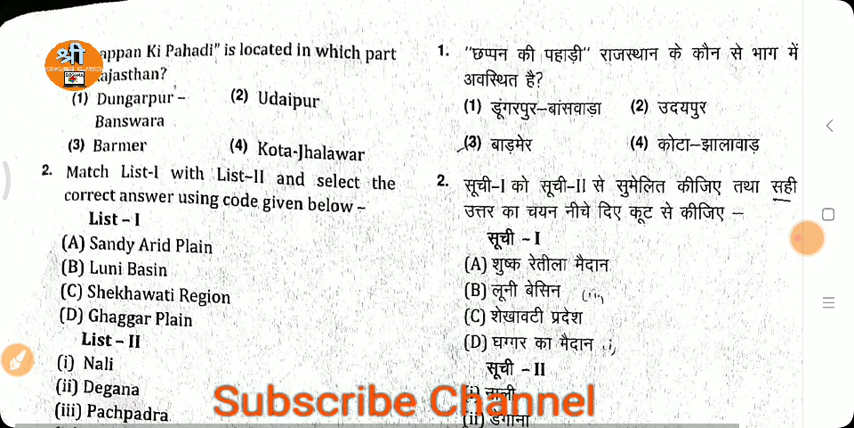 श्री
DEGANA
appan Ki Pahadi" is located in which part
ajasthan?
(1) Dungarpur – Banswara
(2) Udaipur
(3) Barmer
(4) Kota-Jhalawar
2. Match List-I with List-II and select the
correct answer using code given below –
List – I
(A) Sandy Arid Plain
(B) Luni Basin
(C) Shekhawati Region
(D) Ghaggar Plain
List – II
(i) Nali
(ii) Degana
(iii) Pachpadra
1. "छप्पन की पहाड़ी" राजस्थान के कौन से भाग में
अवस्थित है?
(1) डूंगरपुर–बांसवाड़ा (2) उदयपुर
(3) बाड़मेर (4) कोटा–झालावाड़
2. सूची-I को सूची-II से सुमेलित कीजिए तथा सही
उत्तर का चयन नीचे दिए कूट से कीजिए –
सूची - I
(A) शुष्क रेतीला मैदान
(B) लूनी बेसिन (iii)
(C) शेखावटी प्रदेश
(D) घग्गर का मैदान i)
सूची - II
(i) नाली
(ii) डेगाना
Subscribe Channel